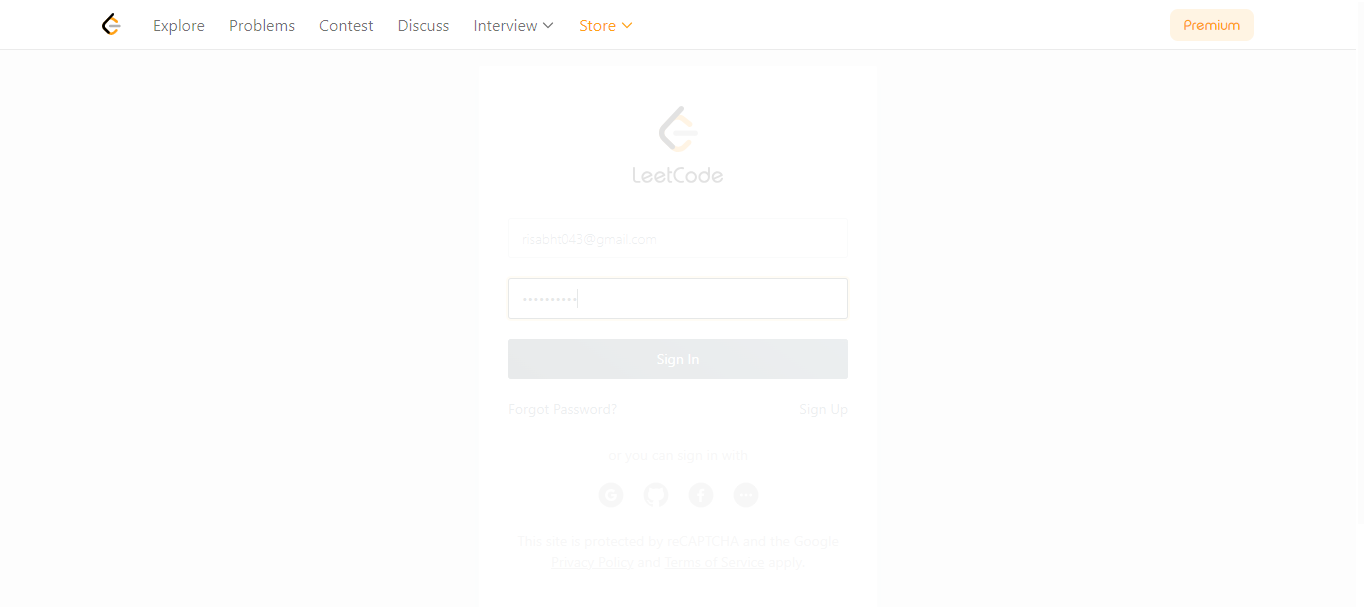 Explore Problems Contest Discuss Interview Store Premium
LeetCode
risabht043@gmail.com
••••••••••
Sign In
Forgot Password? Sign Up
or you can sign in with
This site is protected by reCAPTCHA and the Google
Privacy Policy and Terms of Service apply.